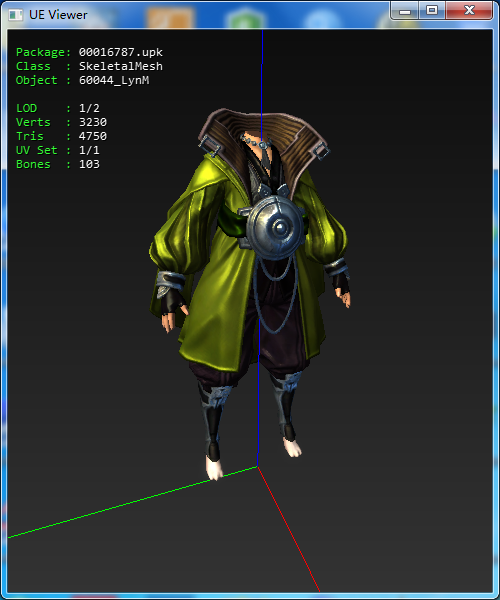 UE Viewer
Package: 00016787.upk
Class : SkeletalMesh
Object : 60044_LynM
LOD : 1/2
Verts : 3230
Tris : 4750
UV Set : 1/1
Bones : 103